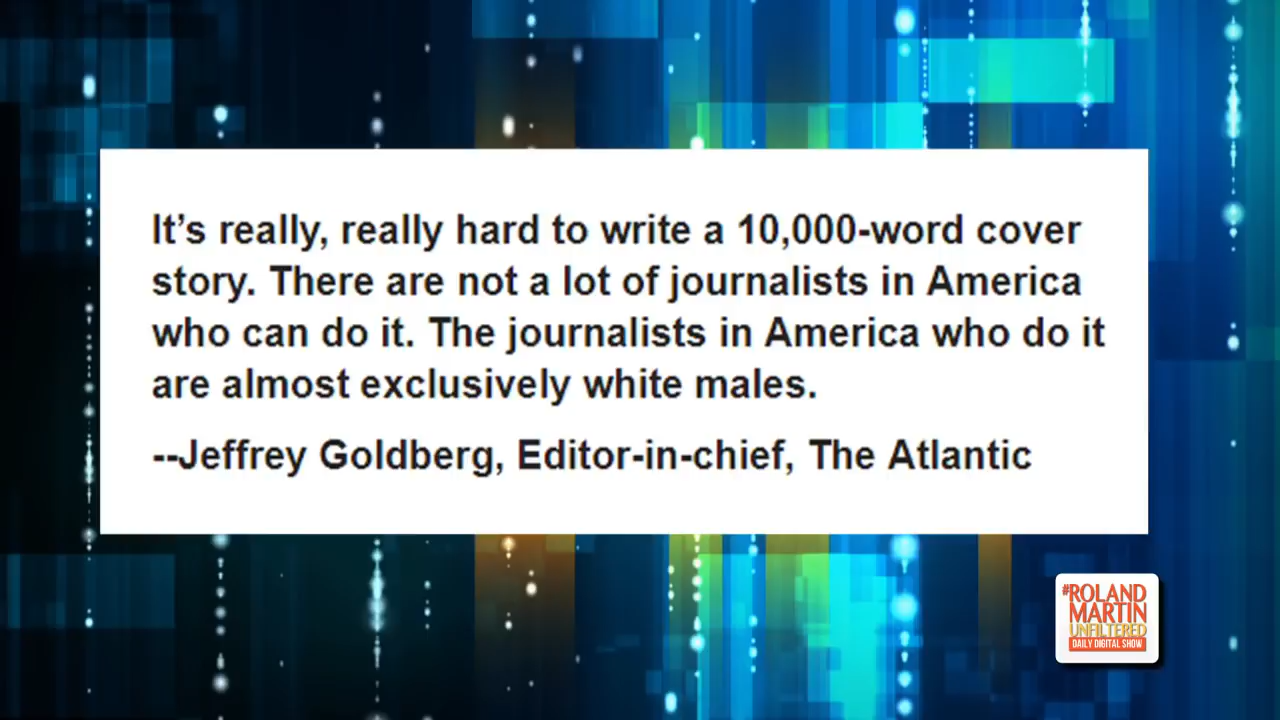 It’s really, really hard to write a 10,000-word cover
story. There are not a lot of journalists in America
who can do it. The journalists in America who do it
are almost exclusively white males.
--Jeffrey Goldberg, Editor-in-chief, The Atlantic
#ROLAND
MARTIN
UNFILTERED
DAILY DIGITAL SHOW